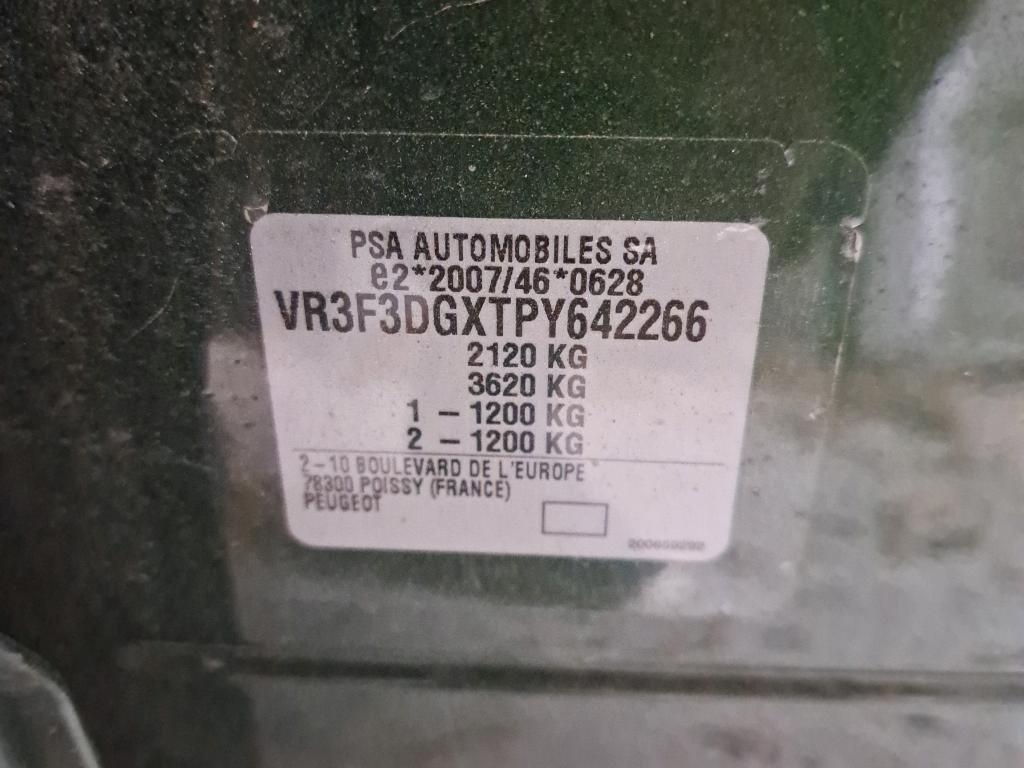 PSA AUTOMOBILES SA
e2*2007/46*0628
VR3F3DGXTPY642266
2120 KG
3620 KG
1 – 1200 KG
2 – 1200 KG
2–10 BOULEVARD DE L'EUROPE
78300 POISSY (FRANCE)
PEUGEOT